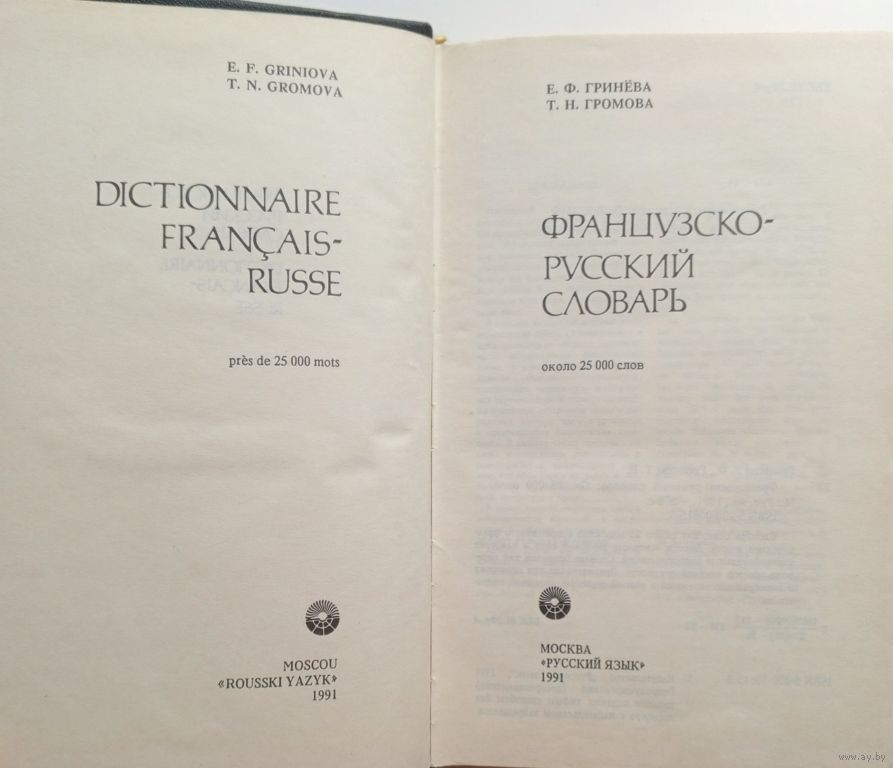 E. F. GRINIOVA
T. N. GROMOVA
DICTIONNAIRE
FRANÇAIS-
RUSSE
près de 25 000 mots
MOSCOU
«ROUSSKI YAZYK»
1991
Е. Ф. ГРИНЁВА
Т. Н. ГРОМОВА
ФРАНЦУЗСКО-
РУССКИЙ
СЛОВАРЬ
около 25 000 слов
МОСКВА
«РУССКИЙ ЯЗЫК»
1991
www.ay.by